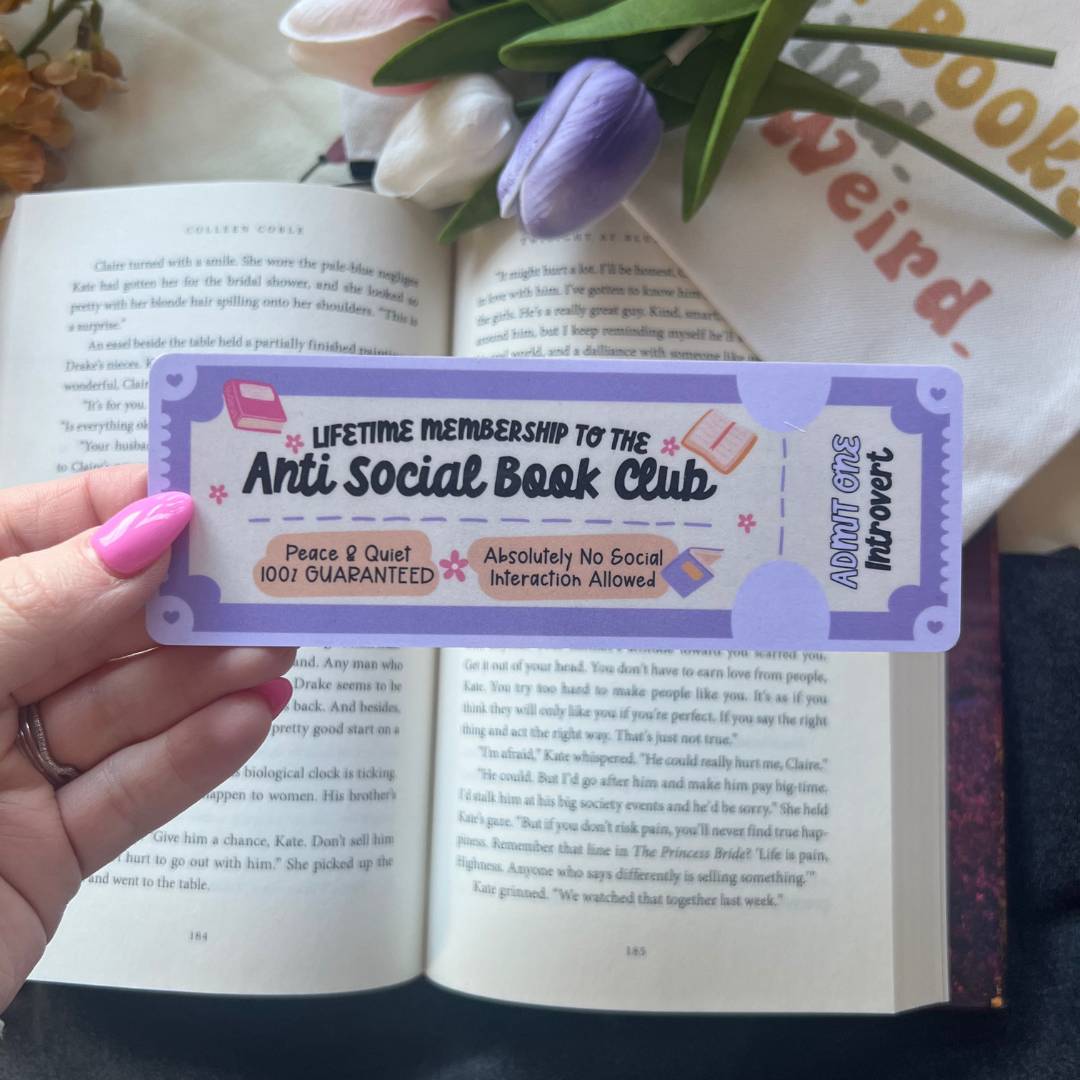 Books
and.
Weird.
COLLEEN COBLE
Claire turned with a smile. She wore the pale-blue negligee
Kate had gotten her for the bridal shower, and she looked so
pretty with her blonde hair spilling onto her shoulders. "This is
a surprise."
An easel beside the table held a partially finished
Drake's nieces.
wonderful,
"It's for you.
"Is everything
"Your
to Claire's
"It might hurt a lot. I'll be honest,
in love with him. I've gotten to know him
the girls. He's a really great guy. Kind, smart,
around him, but I keep reminding myself he'll
world, and a dalliance with someone like
LIFETIME MEMBERSHIP TO THE
Anti Social Book Club
Peace & Quiet
100% GUARANTEED
Absolutely No Social
Interaction Allowed
ADMIT ONE
Introvert
and. Any man who
Drake seems to be
back. And besides,
pretty good start on a
biological clock is ticking.
happen to women. His brother's
"Give him a chance, Kate. Don't sell him
hurt to go out with him." She picked up the
and went to the table.
184
toward you scarred you.
Get it out of your head. You don't have to earn love from people,
Kate. You try too hard to make people like you. It's as if you
think they will only like you if you're perfect. If you say the right
thing and act the right way. That's just not true."
"I'm afraid," Kate whispered. "He could really hurt me, Claire."
"He could. But I'd go after him and make him pay big-time.
I'd stalk him at his big society events and he'd be sorry." She held
Kate's gaze. "But if you don't risk pain, you'll never find true hap-
piness. Remember that line in The Princess Bride? 'Life is pain,
Highness. Anyone who says differently is selling something.'"
Kate grinned. "We watched that together last week."
185